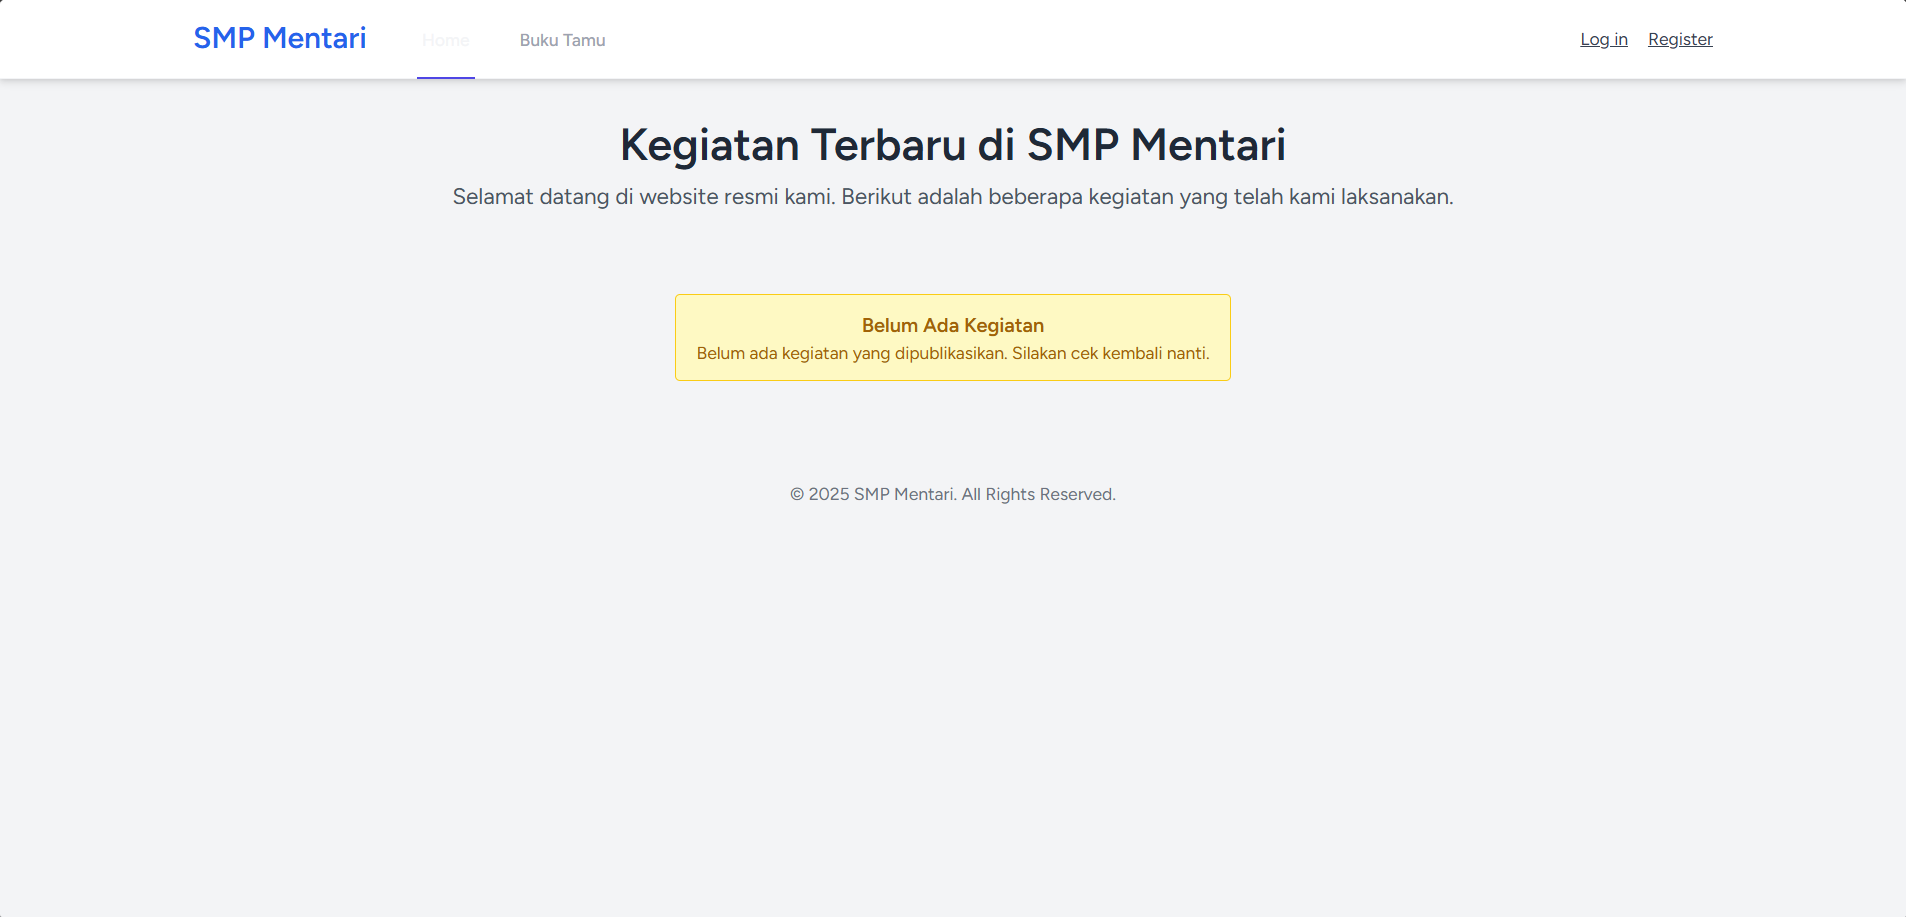 SMP Mentari
Home
Buku Tamu
Log in
Register
Kegiatan Terbaru di SMP Mentari
Selamat datang di website resmi kami. Berikut adalah beberapa kegiatan yang telah kami laksanakan.
Belum Ada Kegiatan
Belum ada kegiatan yang dipublikasikan. Silakan cek kembali nanti.
© 2025 SMP Mentari. All Rights Reserved.